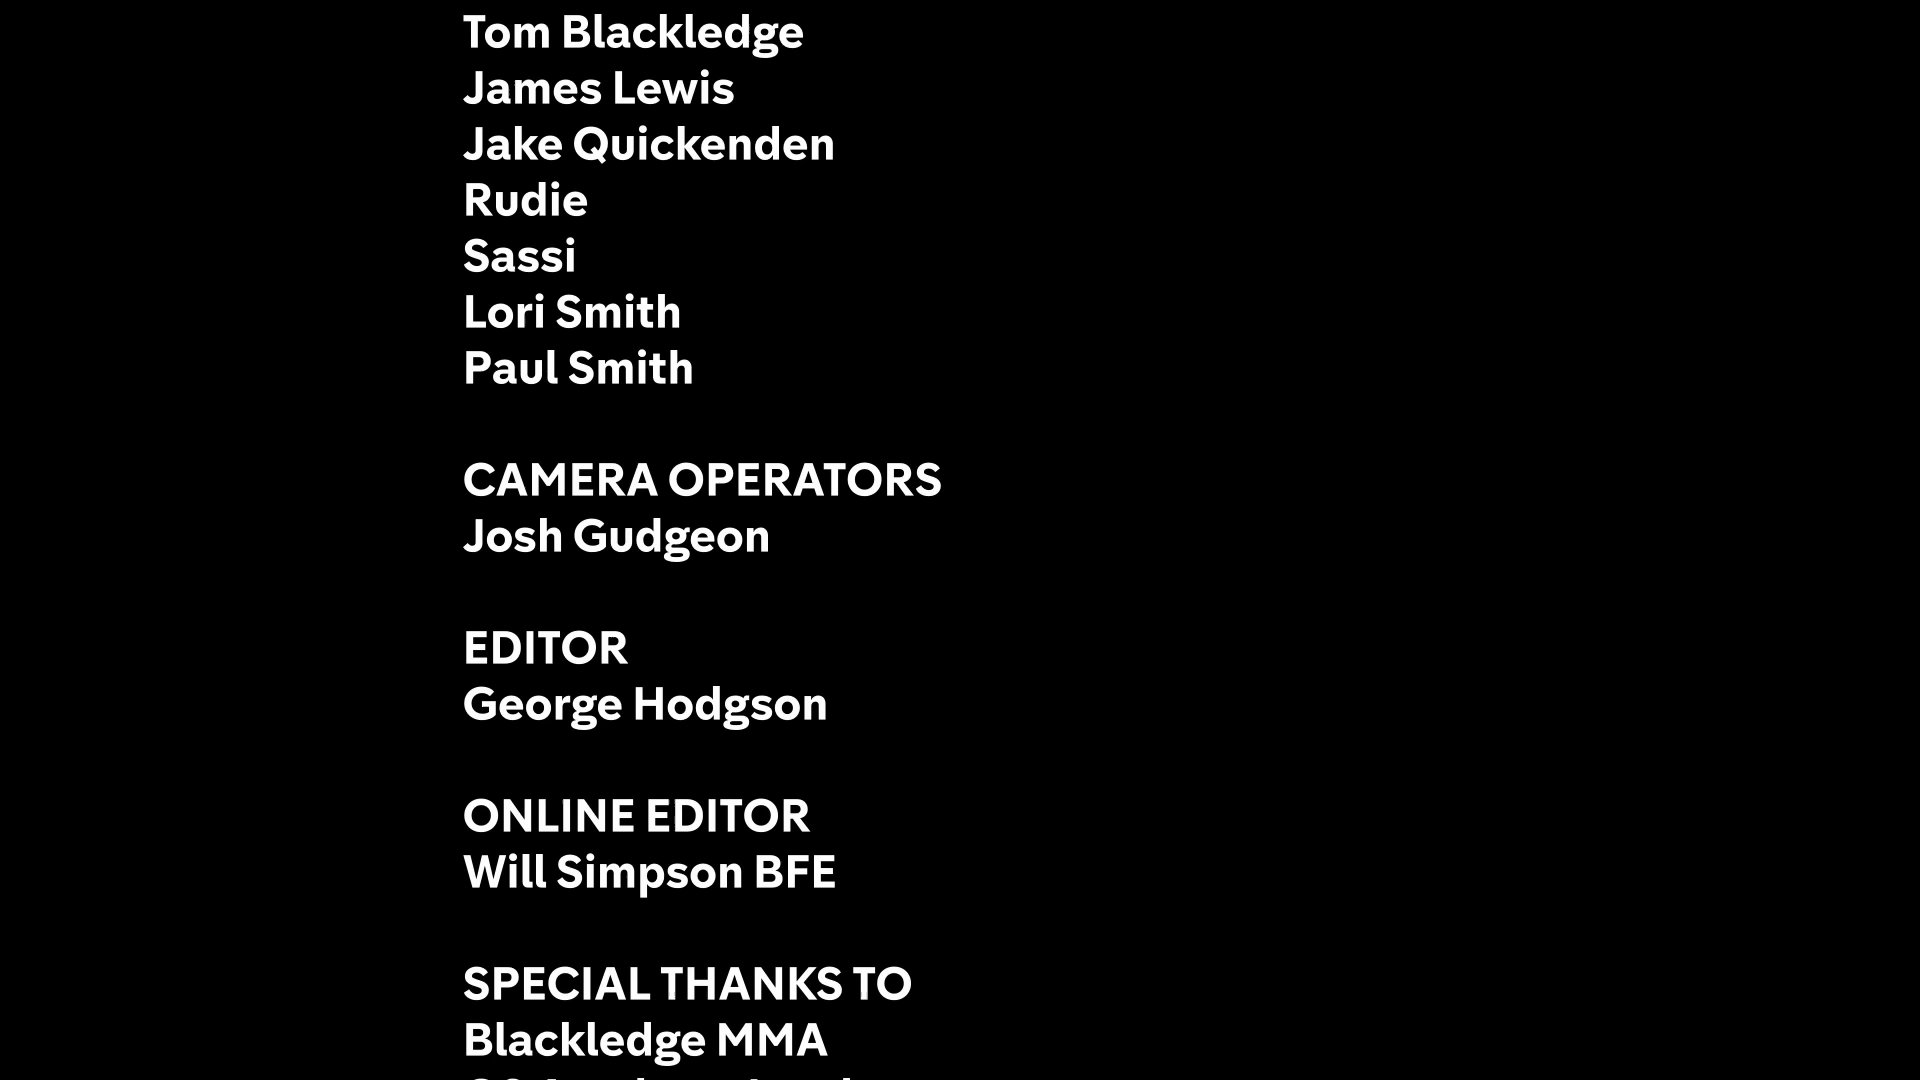 Tom Blackledge
James Lewis
Jake Quickenden
Rudie
Sassi
Lori Smith
Paul Smith
CAMERA OPERATORS
Josh Gudgeon
EDITOR
George Hodgson
ONLINE EDITOR
Will Simpson BFE
SPECIAL THANKS TO
Blackledge MMA